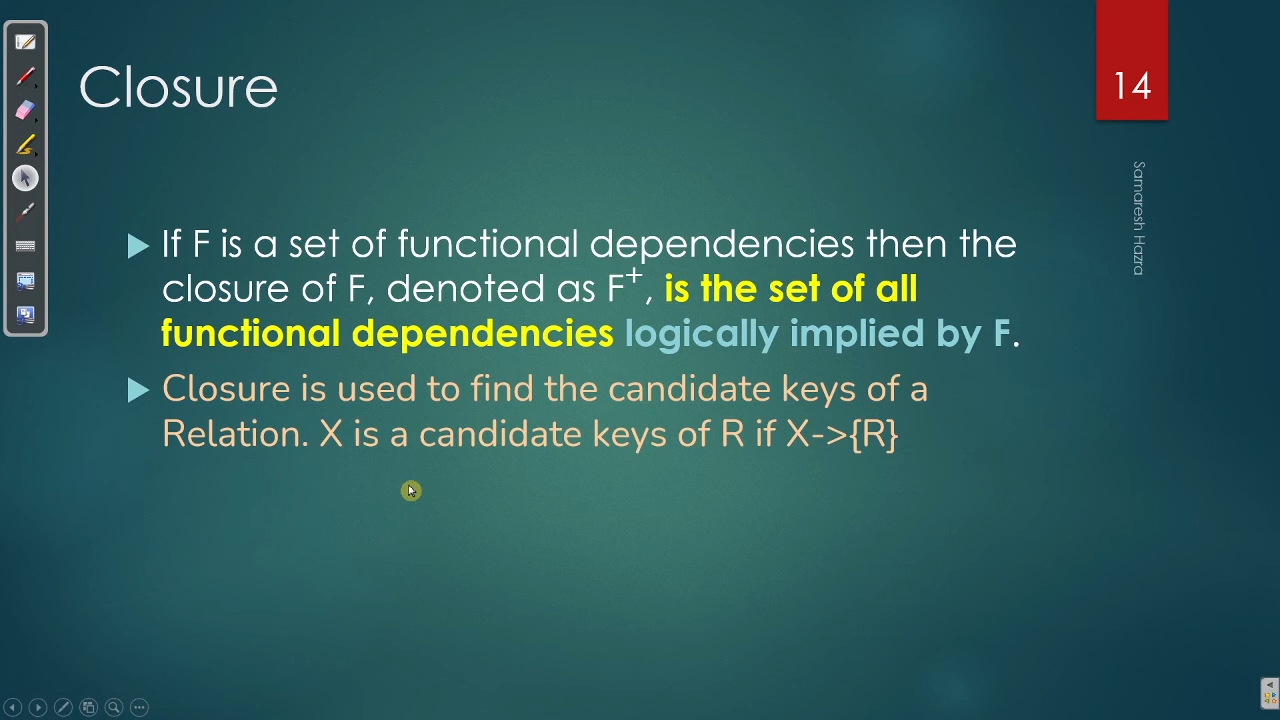 Closure
14
Samaresh Hazra
If F is a set of functional dependencies then the
closure of F, denoted as F⁺, is the set of all
functional dependencies logically implied by F.
Closure is used to find the candidate keys of a
Relation. X is a candidate keys of R if X->{R}